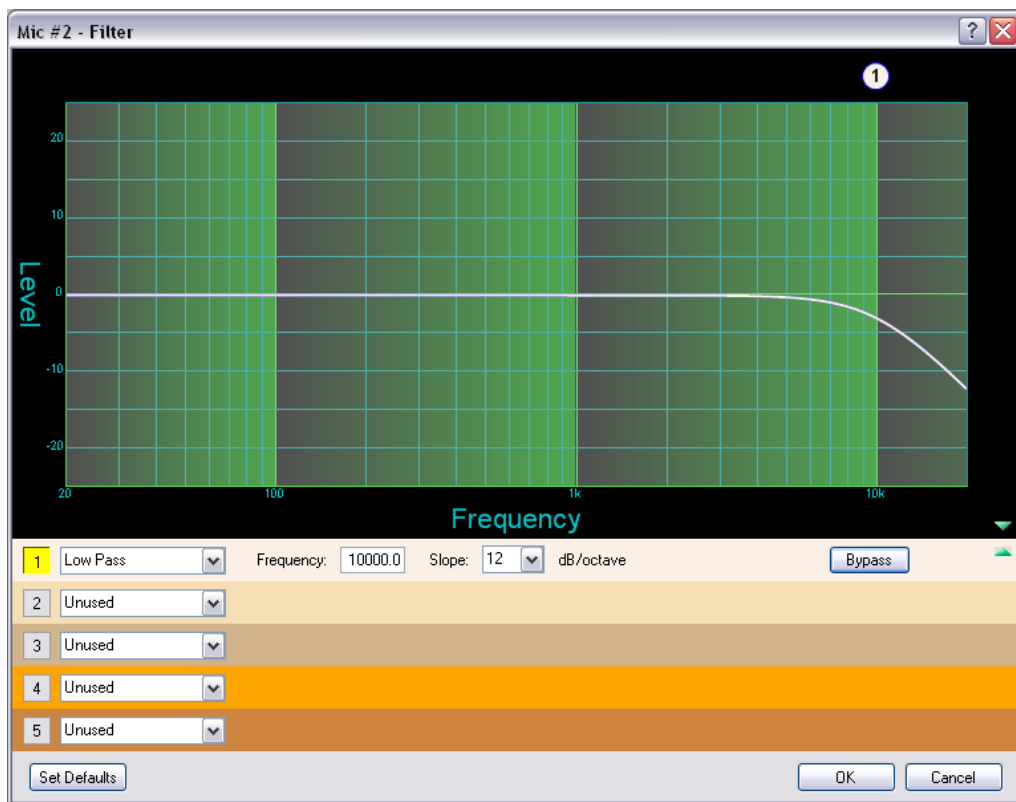 Mic #2 - Filter
?
1
20
10
Level
0
-10
-20
20 100 1k 10k
Frequency
1 Low Pass Frequency: 10000.0 Slope: 12 dB/octave Bypass
2 Unused
3 Unused
4 Unused
5 Unused
Set Defaults OK Cancel